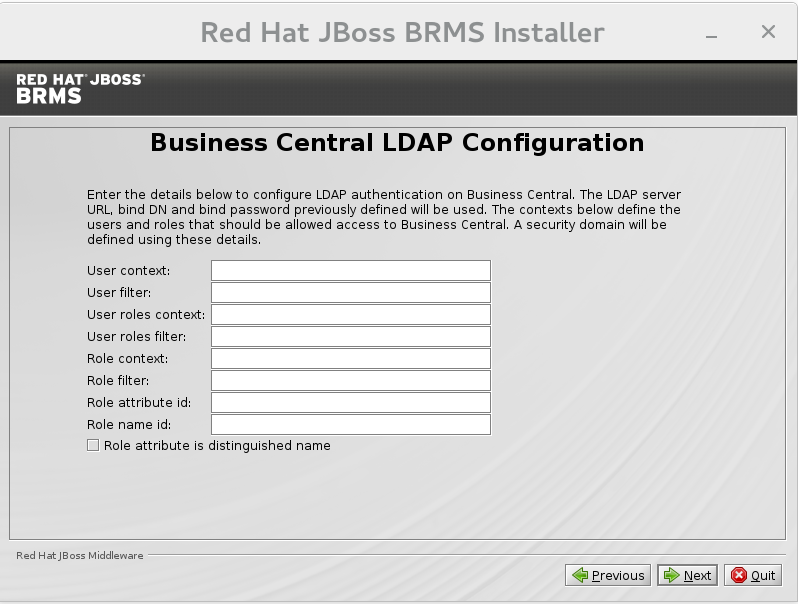 Red Hat JBoss BRMS Installer
RED HAT® JBOSS®
BRMS
Business Central LDAP Configuration
Enter the details below to configure LDAP authentication on Business Central. The LDAP server
URL, bind DN and bind password previously defined will be used. The contexts below define the
users and roles that should be allowed access to Business Central. A security domain will be
defined using these details.
User context:
User filter:
User roles context:
User roles filter:
Role context:
Role filter:
Role attribute id:
Role name id:
Role attribute is distinguished name
Red Hat JBoss Middleware
Previous Next Quit